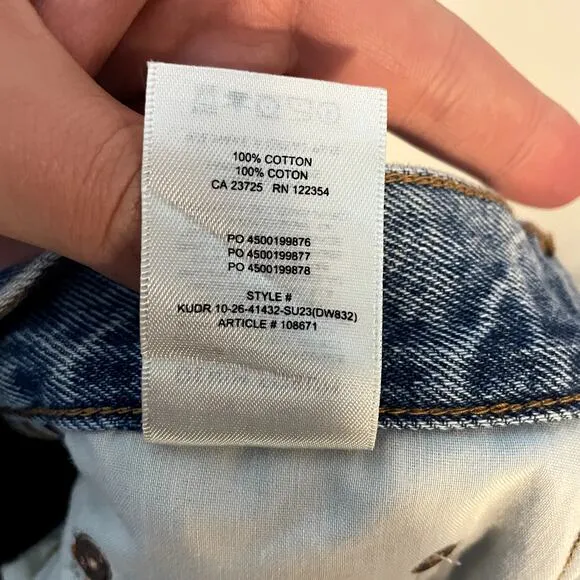 100% COTTON
100% COTON
CA 23725 RN 122354
PO 4500199876
PO 4500199877
PO 4500199878
STYLE #
KUDR 10-26-41432-SU23(DW832)
ARTICLE # 108671